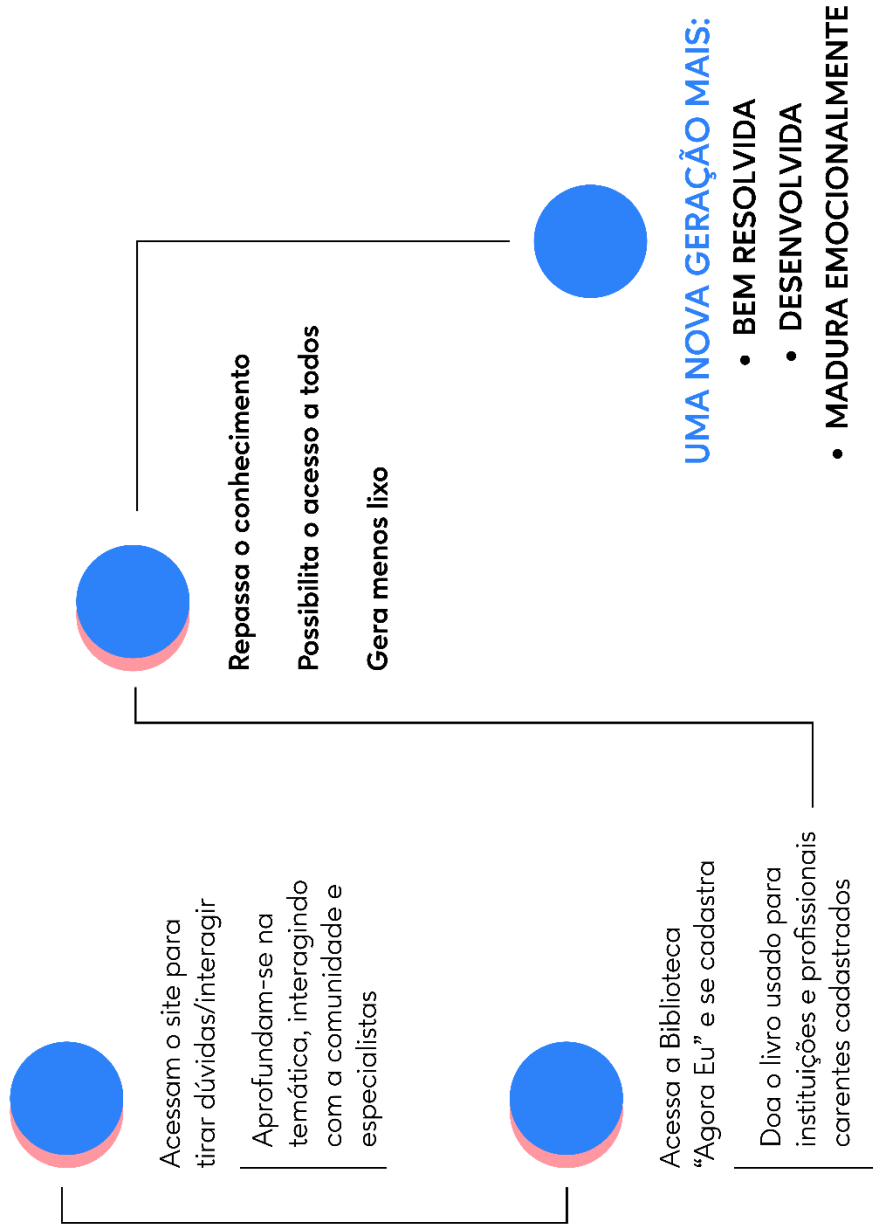 Acessam o site para
tirar dúvidas/interagir
Aprofundam-se na
temática, interagindo
com a comunidade e
especialistas
Acessa a Biblioteca
“Agora Eu” e se cadastra
Doa o livro usado para
instituições e profissionais
carentes cadastrados
Repassa o conhecimento
Possibilita o acesso a todos
Gera menos lixo
UMA NOVA GERAÇÃO MAIS:
• BEM RESOLVIDA
• DESENVOLVIDA
• MADURA EMOCIONALMENTE